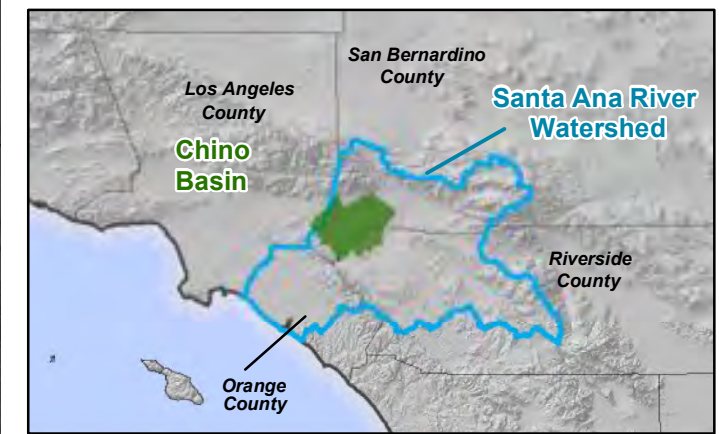 San Bernardino
County
Los Angeles
County
Santa Ana River
Watershed
Chino
Basin
Riverside
County
Orange
County